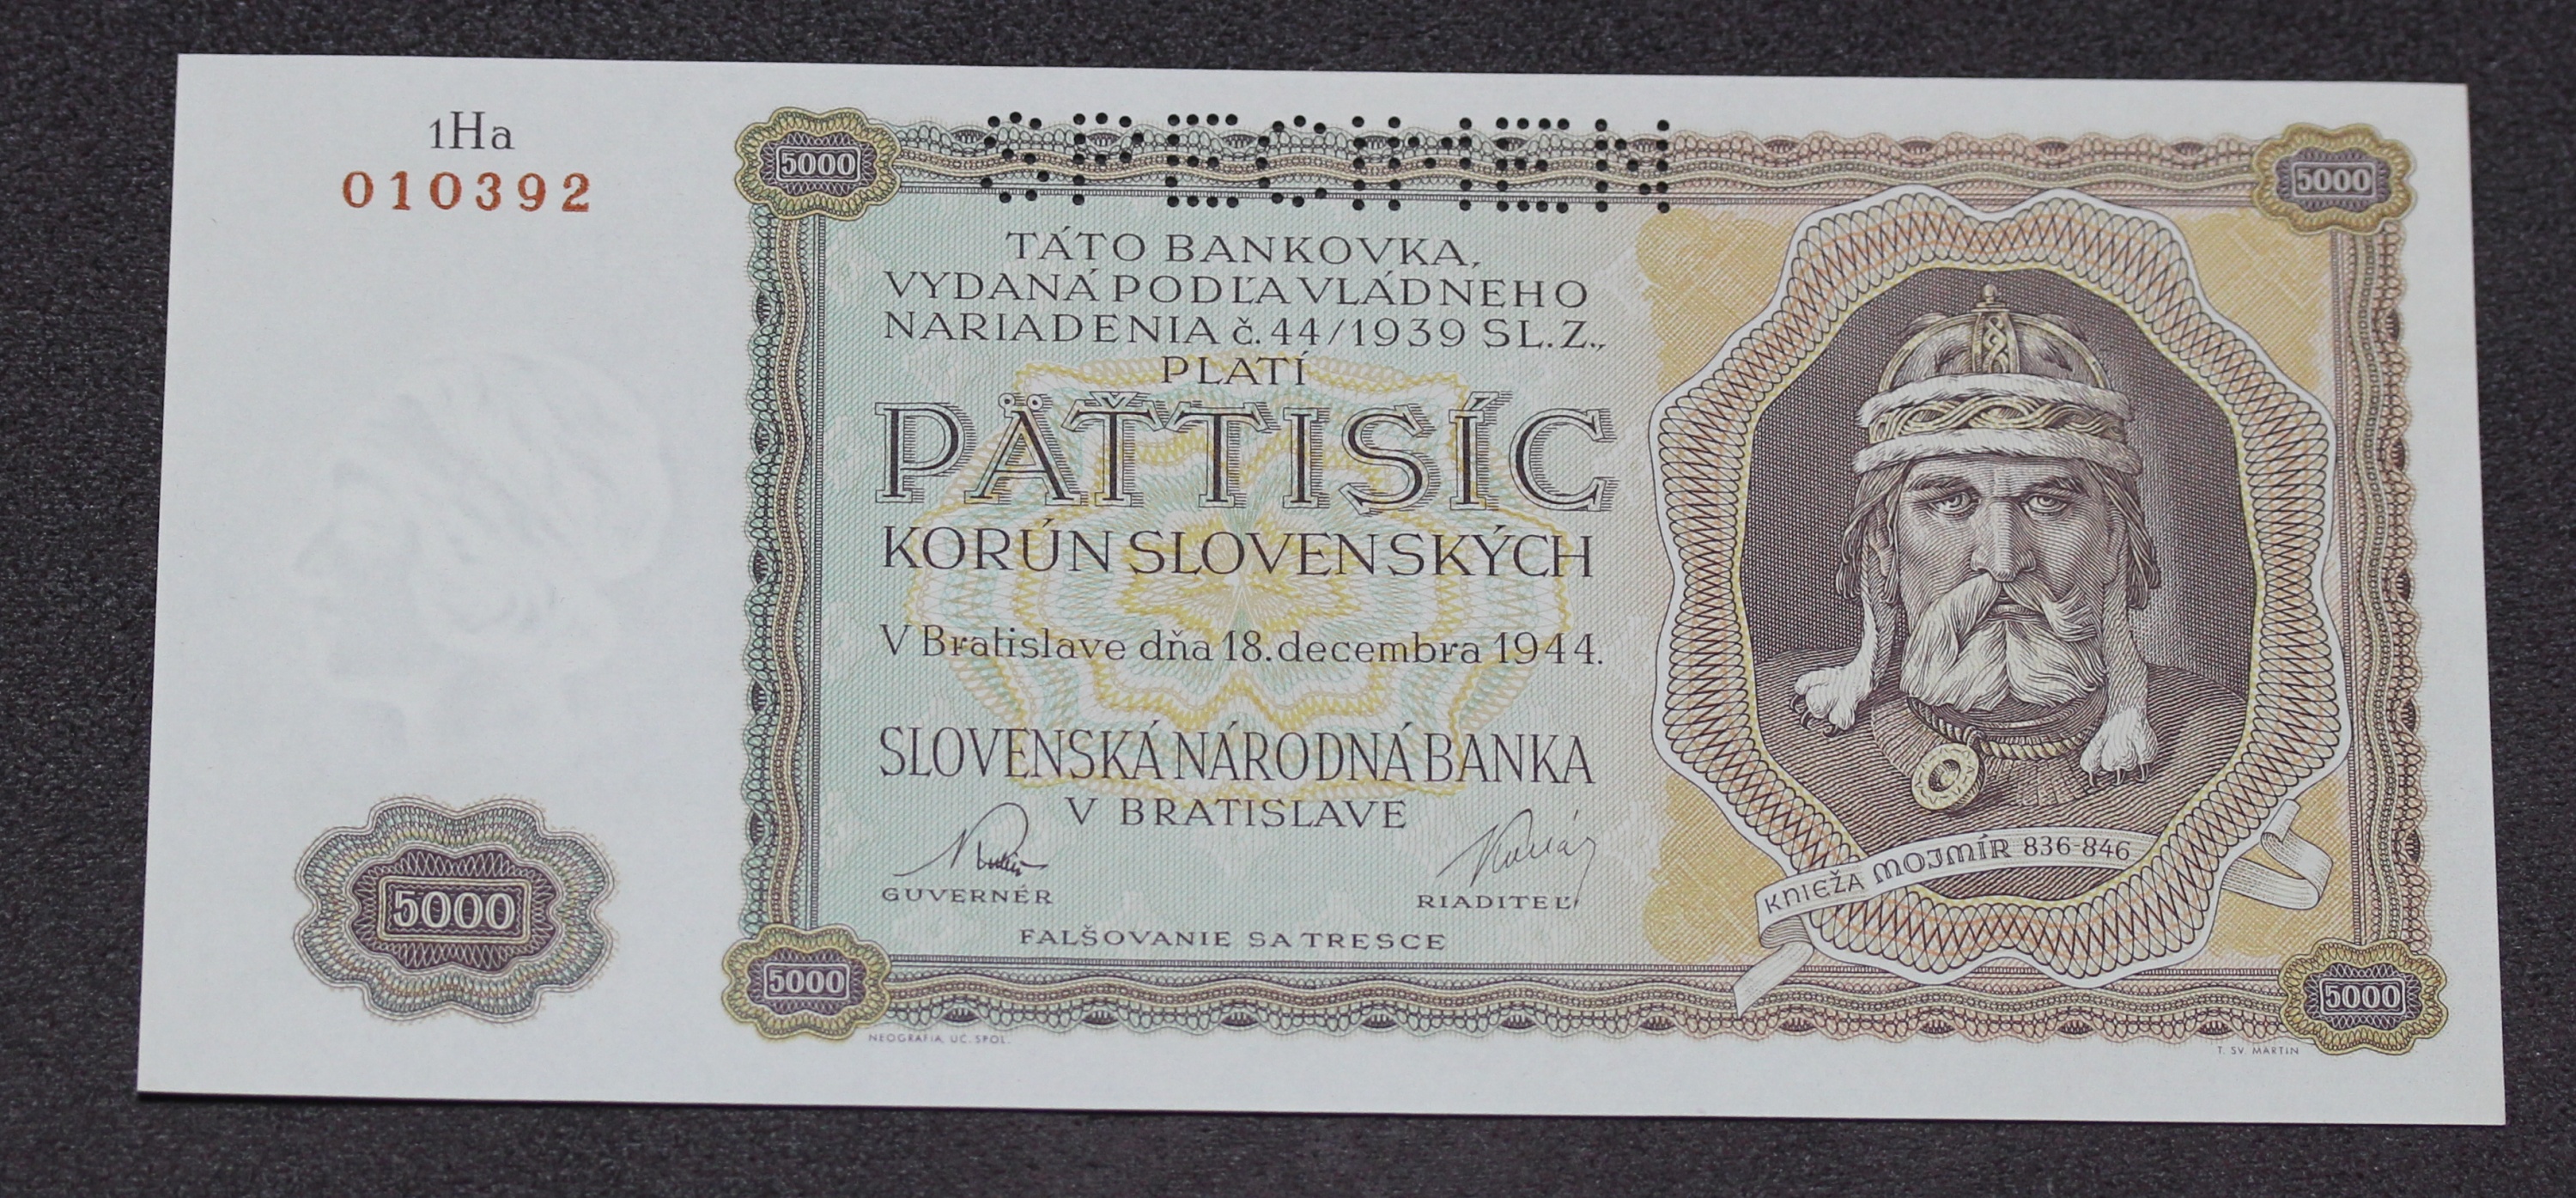 1Ha
010392
5000
5000
SPECIMEN
TÁTO BANKOVKA,
VYDANÁ PODĽA VLÁDNEHO
NARIADENIA č. 44/1939 SL. Z.,
PLATÍ
PÄŤTISÍC
KORÚN SLOVENSKÝCH
V Bratislave dňa 18. decembra 1944.
SLOVENSKÁ NÁRODNÁ BANKA
V BRATISLAVE
GUVERNÉR
RIADITEĽ
FALŠOVANIE SA TRESCE
KNIEŽA MOJMÍR 836-846
5000
5000
5000
NEOGRAFIA, UČ. SPOL.
T. SV. MARTIN